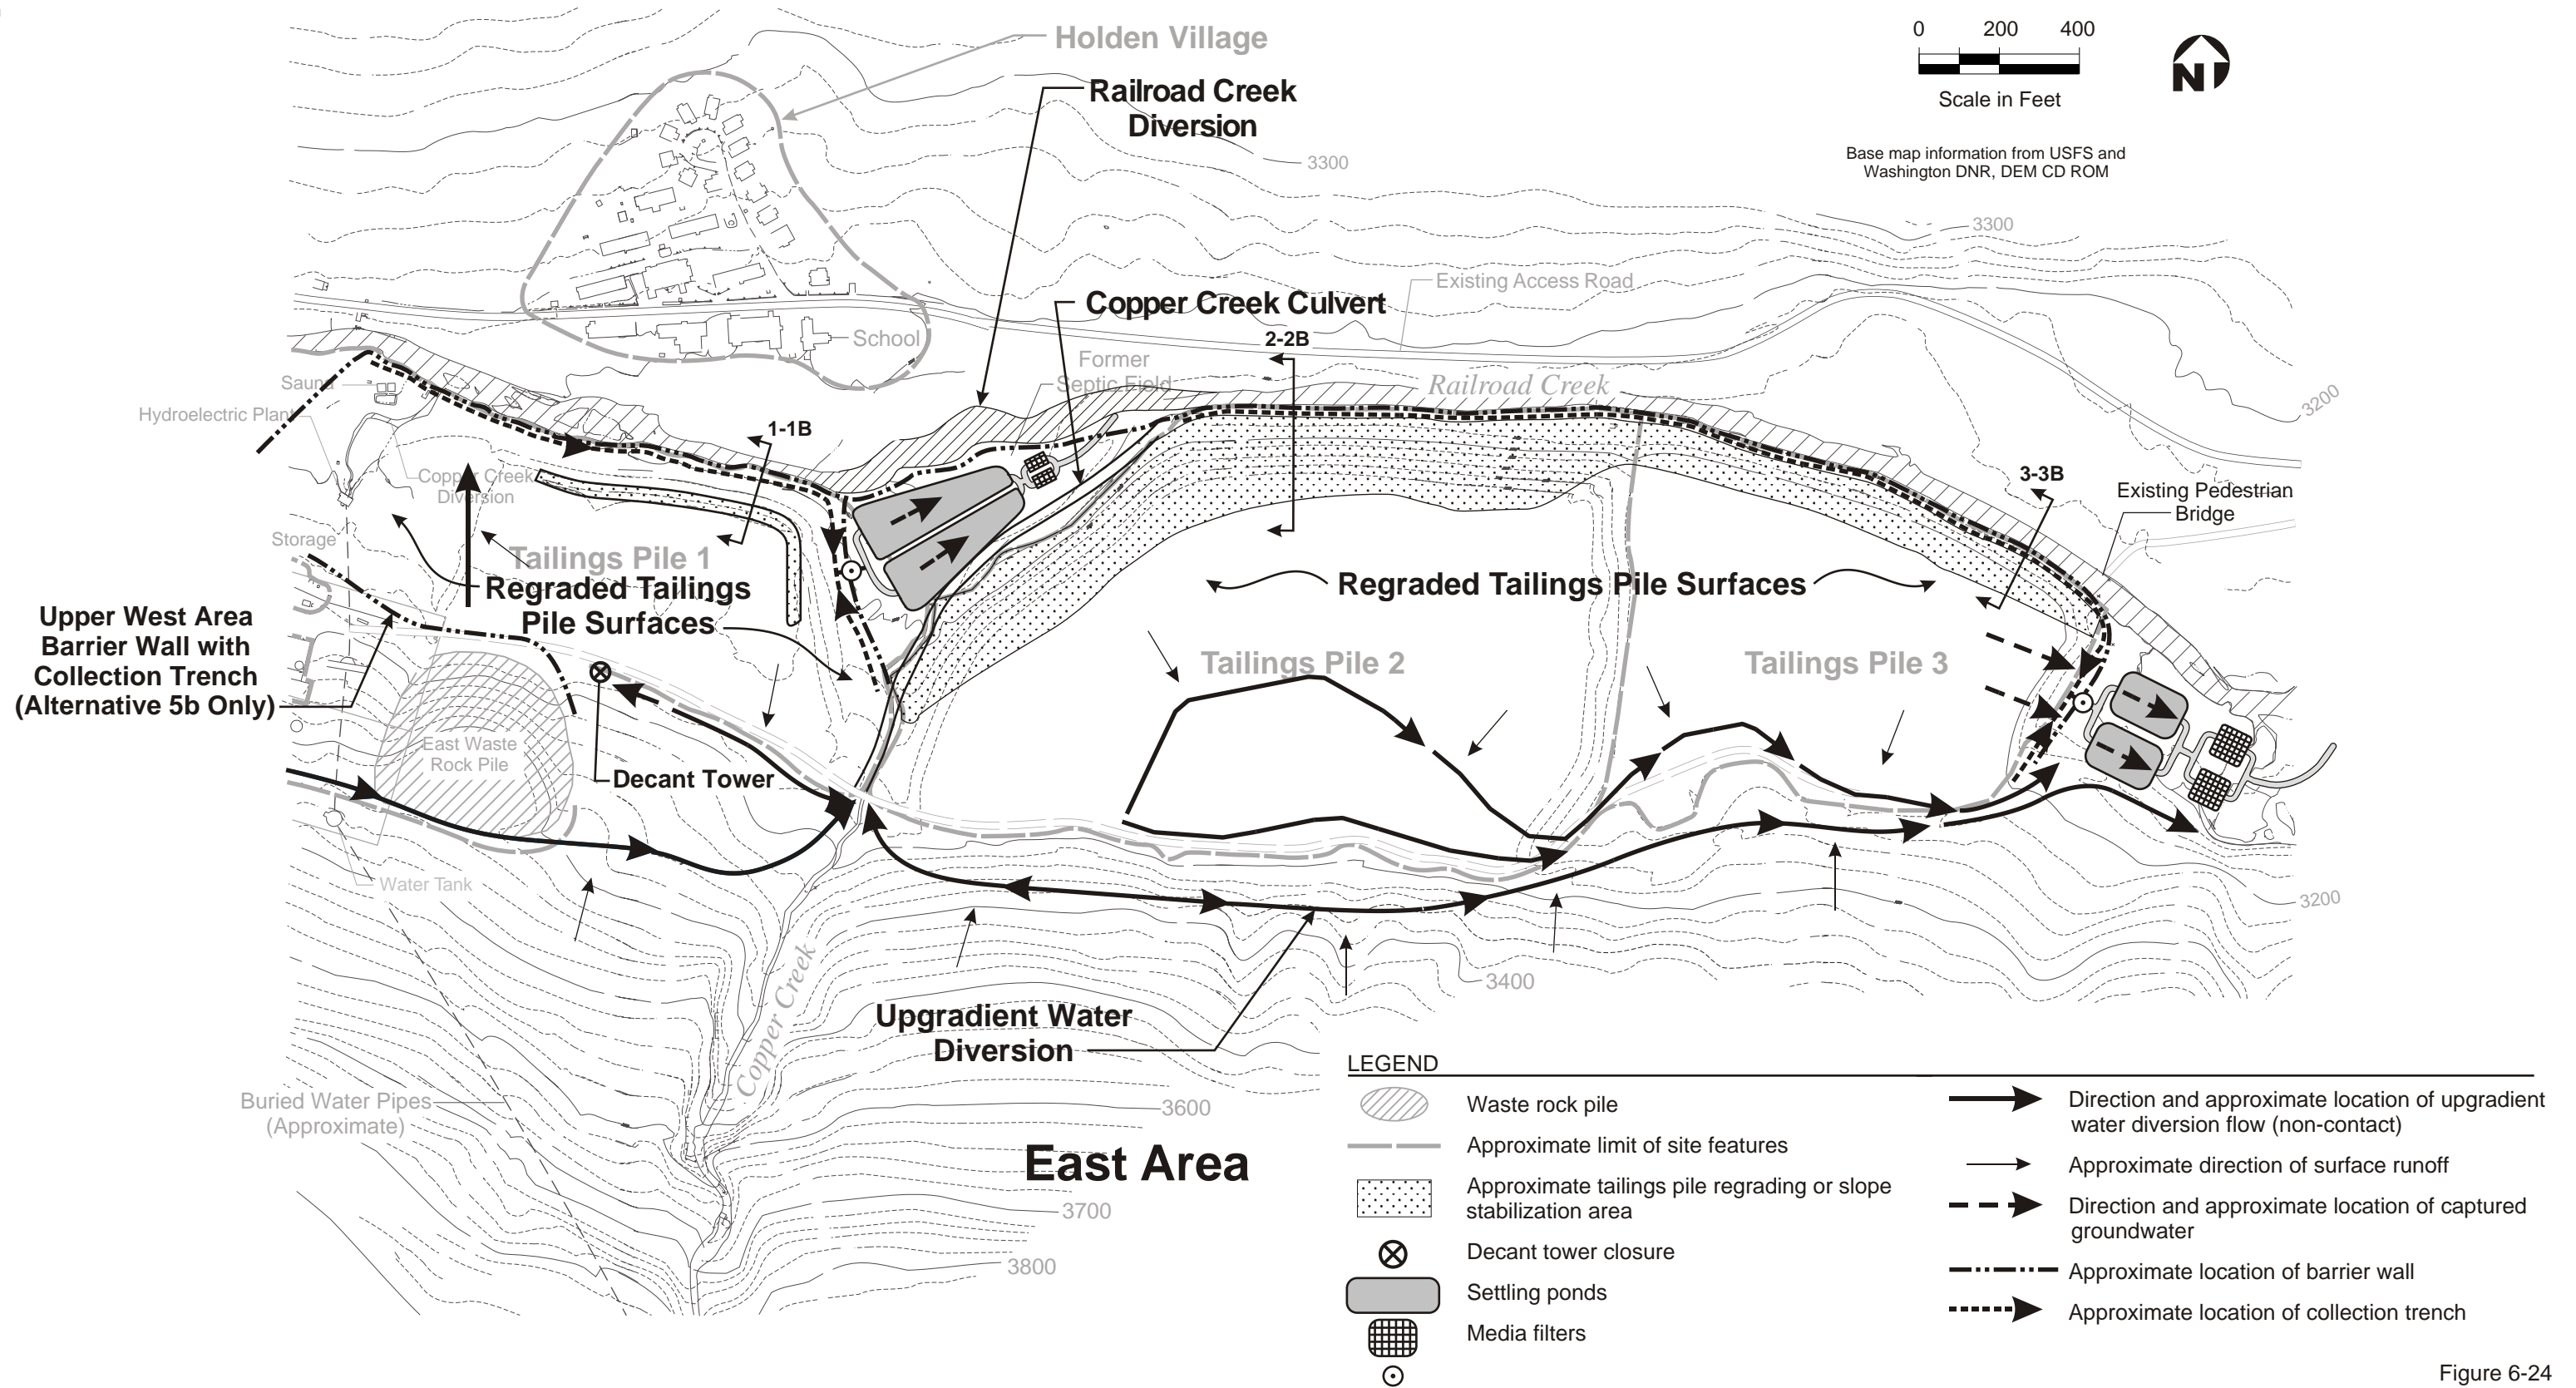 Holden Village
Railroad Creek
Diversion
0 200 400
Scale in Feet
N
Base map information from USFS and
Washington DNR, DEM CD ROM
3300
3300
Existing Access Road
Copper Creek Culvert
2-2B
School
Former
Septic Field
Railroad Creek
3200
Sauna
Hydroelectric Plant
1-1B
Copper Creek
Diversion
3-3B
Existing Pedestrian
Bridge
Storage
Tailings Pile 1
Regraded Tailings
Pile Surfaces
Regraded Tailings Pile Surfaces
Upper West Area
Barrier Wall with
Collection Trench
(Alternative 5b Only)
Tailings Pile 2
Tailings Pile 3
East Waste
Rock Pile
Decant Tower
Water Tank
3200
3400
Copper Creek
Upgradient Water
Diversion
Buried Water Pipes
(Approximate)
3600
East Area
3700
3800
LEGEND
Waste rock pile
Approximate limit of site features
Approximate tailings pile regrading or slope
stabilization area
Decant tower closure
Settling ponds
Media filters
Direction and approximate location of upgradient
water diversion flow (non-contact)
Approximate direction of surface runoff
Direction and approximate location of captured
groundwater
Approximate location of barrier wall
Approximate location of collection trench
Figure 6-24